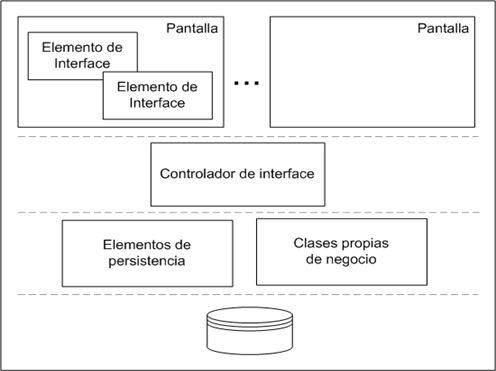 Pantalla
Elemento de
Interface
Elemento de
Interface
...
Pantalla
Controlador de interface
Elementos de
persistencia
Clases propias
de negocio